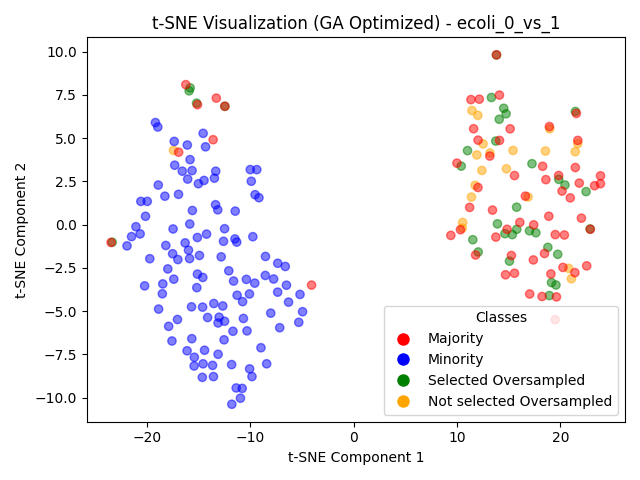 t-SNE Visualization (GA Optimized) - ecoli_0_vs_1
10.0
7.5
5.0
2.5
0.0
−2.5
−5.0
−7.5
−10.0
t-SNE Component 2
Classes
Majority
Minority
Selected Oversampled
Not selected Oversampled
−20
−10
0
10
20
t-SNE Component 1